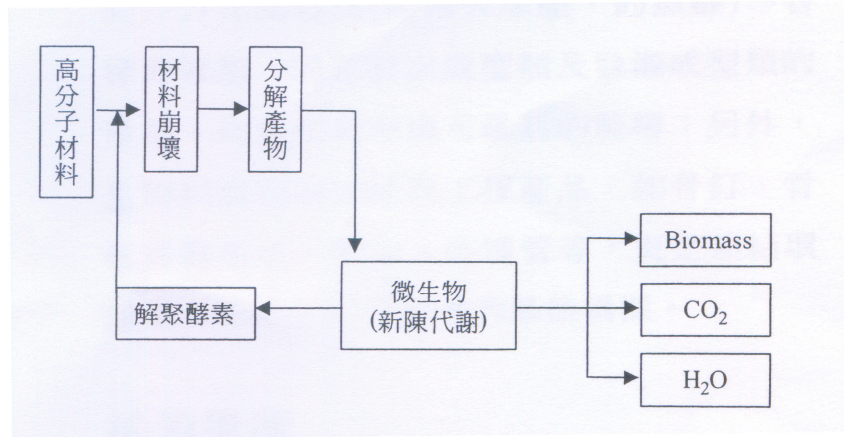 高分子材料
材料崩壞
分解產物
微生物
(新陳代謝)
解聚酵素
Biomass
CO₂
H₂O